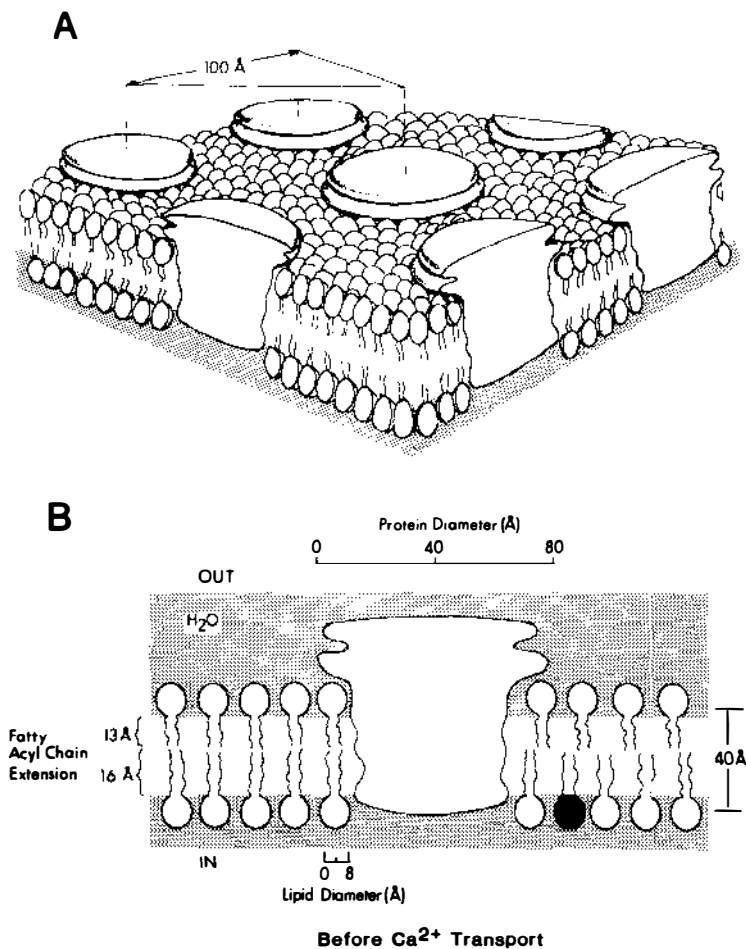 A
100 Å
B
Protein Diameter (Å)
0 40 80
OUT
H₂O
Fatty
Acyl Chain
Extension
13Å
16 Å
40Å
IN
0 8
Lipid Diameter (Å)
Before Ca²⁺ Transport